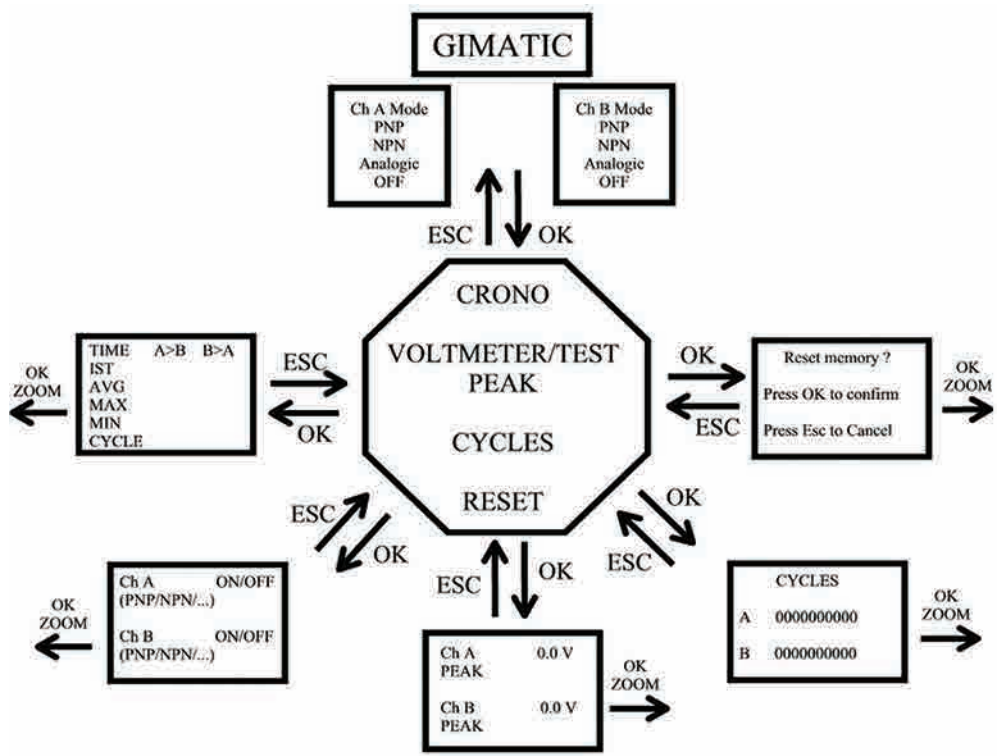 GIMATIC
Ch A Mode
PNP
NPN
Analogic
OFF
Ch B Mode
PNP
NPN
Analogic
OFF
ESC
OK
CRONO
VOLTMETER/TEST
PEAK
CYCLES
RESET
TIME A>B B>A
IST
AVG
MAX
MIN
CYCLE
OK
ZOOM
ESC
OK
OK
ESC
Reset memory ?
Press OK to confirm
Press Esc to Cancel
OK
ZOOM
ESC
OK
Ch A ON/OFF
(PNP/NPN/...)
Ch B ON/OFF
(PNP/NPN/...)
OK
ZOOM
ESC
OK
Ch A 0.0 V
PEAK
Ch B 0.0 V
PEAK
OK
ZOOM
OK
ESC
CYCLES
A 0000000000
B 0000000000
OK
ZOOM